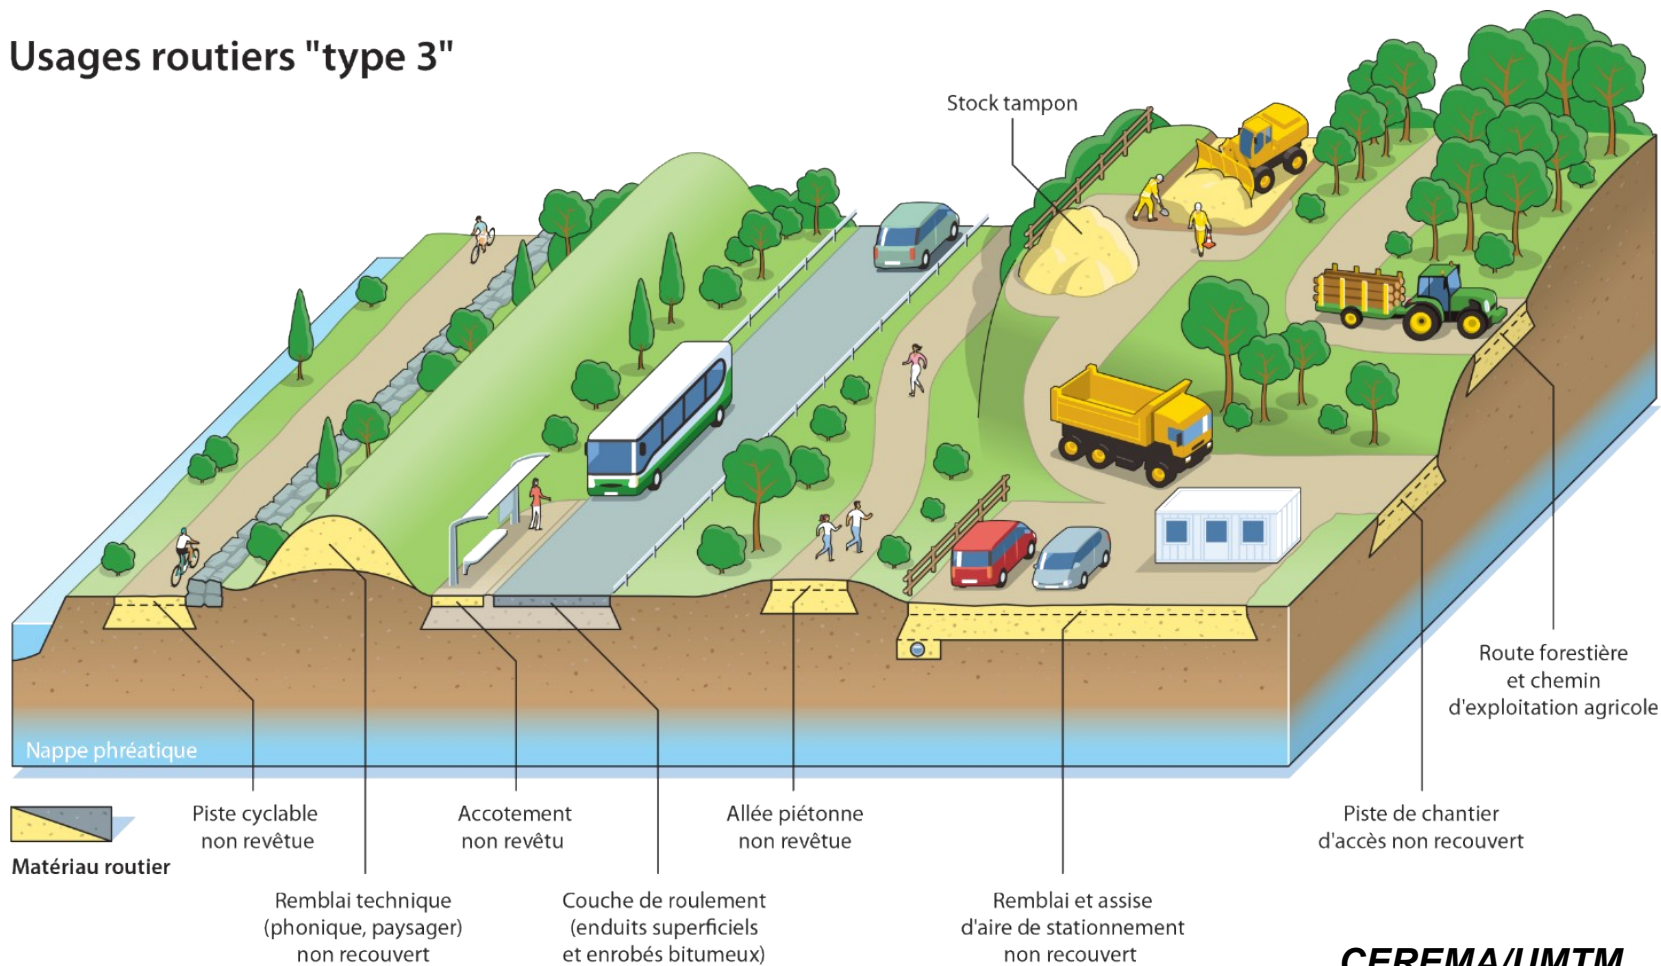 Usages routiers "type 3"
Stock tampon
Route forestière
et chemin
d'exploitation agricole
Nappe phréatique
Matériau routier
Piste cyclable
non revêtue
Accotement
non revêtu
Allée piétonne
non revêtue
Piste de chantier
d'accès non recouvert
Remblai technique
(phonique, paysager)
non recouvert
Couche de roulement
(enduits superficiels
et enrobés bitumeux)
Remblai et assise
d'aire de stationnement
non recouvert
CEREMA/UMTM